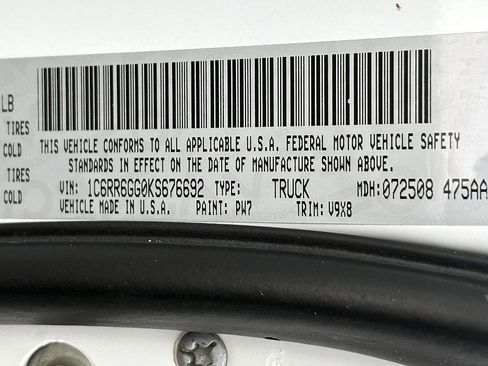 LB
TIRES
COLD
TIRES
COLD
THIS VEHICLE CONFORMS TO ALL APPLICABLE U.S.A. FEDERAL MOTOR VEHICLE SAFETY
STANDARDS IN EFFECT ON THE DATE OF MANUFACTURE SHOWN ABOVE.
VIN: 1C6RR6GG0KS676692 TYPE: TRUCK MDH: 072508 475AA
VEHICLE MADE IN U.S.A. PAINT: PW7 TRIM: V9X8